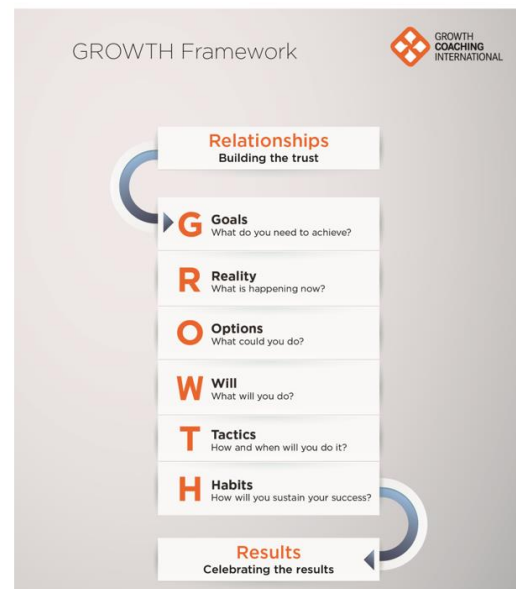 GROWTH Framework
GROWTH
COACHING
INTERNATIONAL
Relationships
Building the trust
G Goals
What do you need to achieve?
R Reality
What is happening now?
O Options
What could you do?
W Will
What will you do?
T Tactics
How and when will you do it?
H Habits
How will you sustain your success?
Results
Celebrating the results